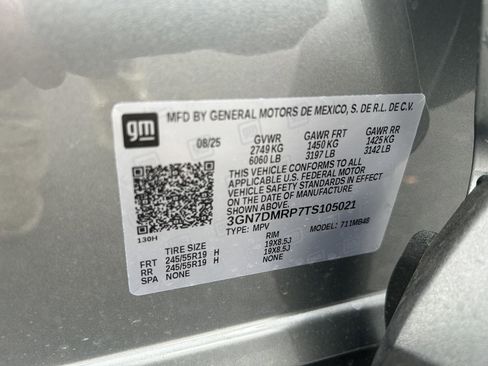 gm
MFD BY GENERAL MOTORS DE MEXICO, S. DE R.L. DE C.V.
08/25 GVWR GAWR FRT GAWR RR
2749 KG 1450 KG 1425 KG
6060 LB 3197 LB 3142 LB
THIS VEHICLE CONFORMS TO ALL
APPLICABLE U.S. FEDERAL MOTOR
VEHICLE SAFETY STANDARDS IN EFFECT
ON THE DATE OF MANUFACTURE
3GN7DMRP7TS105021
TYPE: MPV MODEL: 711MB48
130H
TIRE SIZE RIM
FRT 245/55R19 H 19X8.5J
RR 245/55R19 H 19X8.5J
SPA NONE NONE